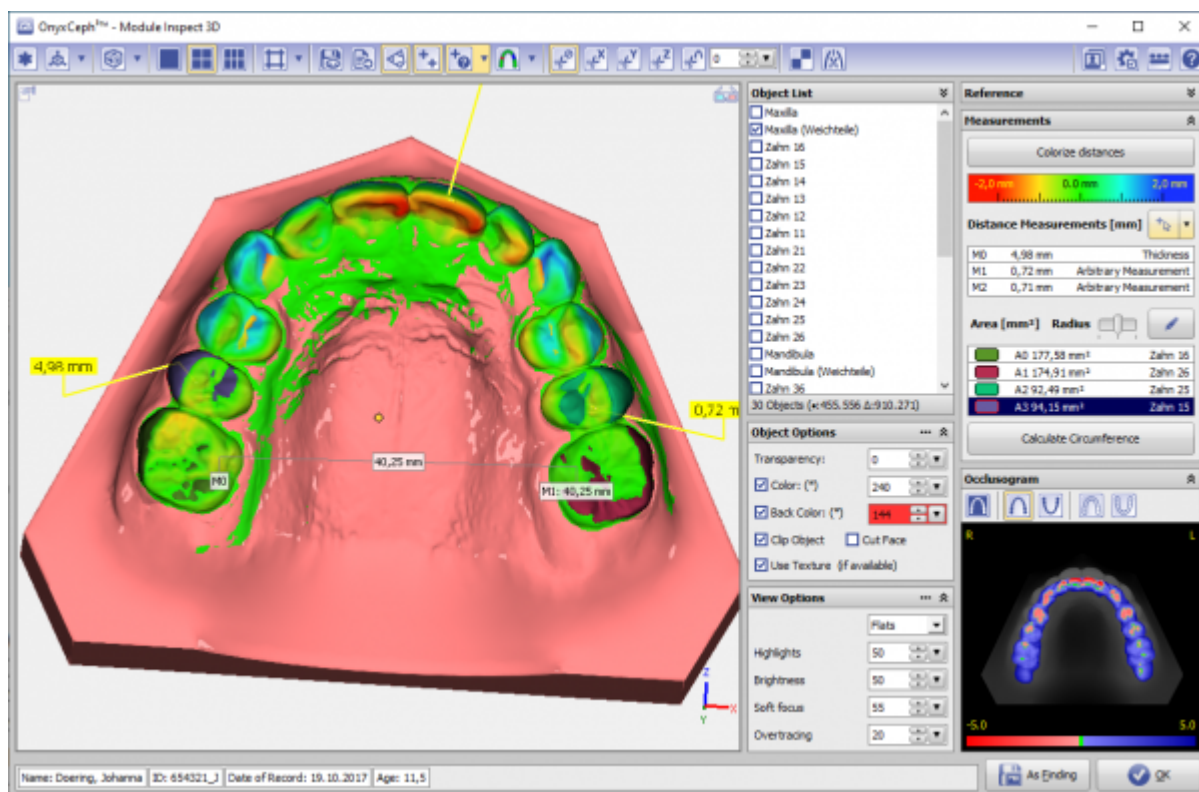 OnyxCeph³™ - Module Inspect 3D
0
4,98 mm
0,72 m
40,25 mm
M0
M1: 40,25 mm
Z
X
Y
Object List
Maxilla
Maxilla (Weichteile)
Zahn 16
Zahn 15
Zahn 14
Zahn 13
Zahn 12
Zahn 11
Zahn 21
Zahn 22
Zahn 23
Zahn 24
Zahn 25
Zahn 26
Mandibula
Mandibula (Weichteile)
Zahn 36
30 Objects (•:455.556 Δ:910.271)
Object Options
Transparency: 0
Color: (*) 240
Back Color: (*) 144
Clip Object Cut Face
Use Texture (if available)
View Options
Flats
Highlights 50
Brightness 50
Soft focus 55
Overtracing 20
Reference
Measurements
Colorize distances
-2,0 mm 0.0 mm 2,0 mm
Distance Measurements [mm]
M0 4,98 mm Thickness
M1 0,72 mm Arbitrary Measurement
M2 0,71 mm Arbitrary Measurement
Area [mm²] Radius
A0 177,58 mm² Zahn 16
A1 174,91 mm² Zahn 26
A2 92,49 mm² Zahn 25
A3 94,15 mm² Zahn 15
Calculate Circumference
Occlusogram
R L
-5.0 5.0
Name: Doering, Johanna ID: 654321_J Date of Record: 19.10.2017 Age: 11,5
As Finding
OK